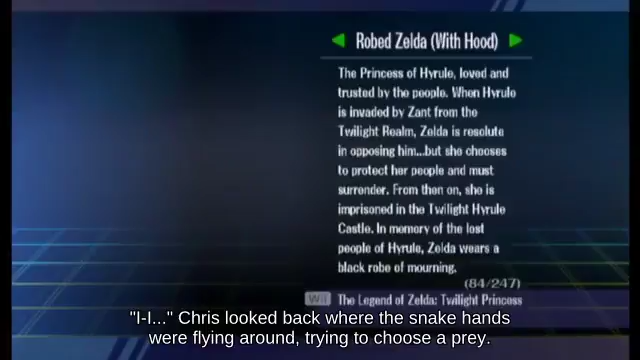 Robed Zelda (With Hood)
The Princess of Hyrule, loved and
trusted by the people. When Hyrule
is invaded by Zant from the
Twilight Realm, Zelda is resolute
in opposing him...but she chooses
to protect her people and must
surrender. From then on, she is
imprisoned in the Twilight Hyrule
Castle. In memory of the lost
people of Hyrule, Zelda wears a
black robe of mourning.
(84/247)
Wii The Legend of Zelda: Twilight Princess
"I-I..." Chris looked back where the snake hands
were flying around, trying to choose a prey.